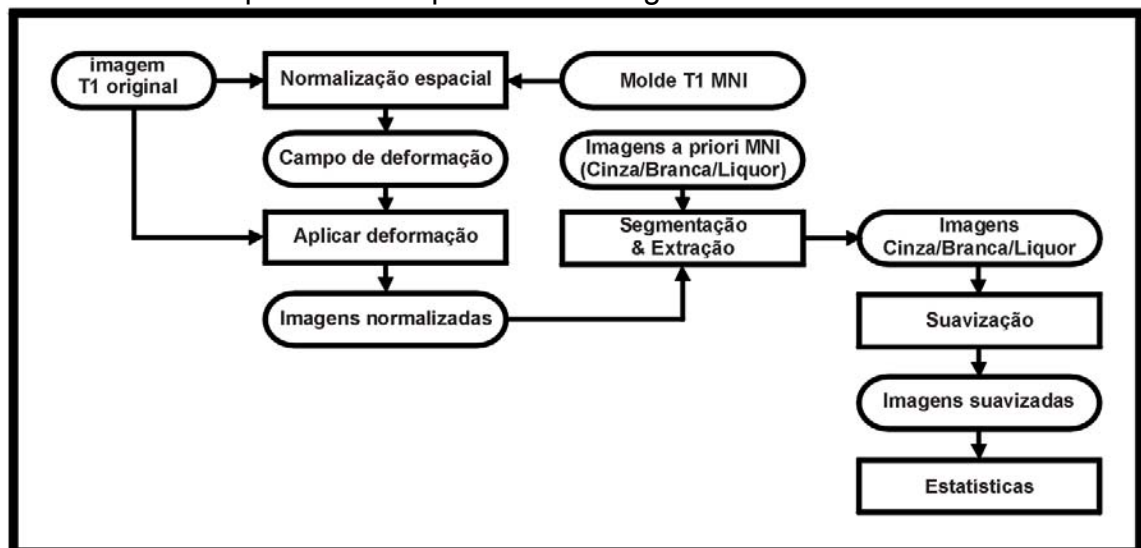 imagem
T1 original
Normalização espacial
Molde T1 MNI
Campo de deformação
Imagens a priori MNI
(Cinza/Branca/Liquor)
Aplicar deformação
Segmentação
& Extração
Imagens
Cinza/Branca/Liquor
Imagens normalizadas
Suavização
Imagens suavizadas
Estatísticas